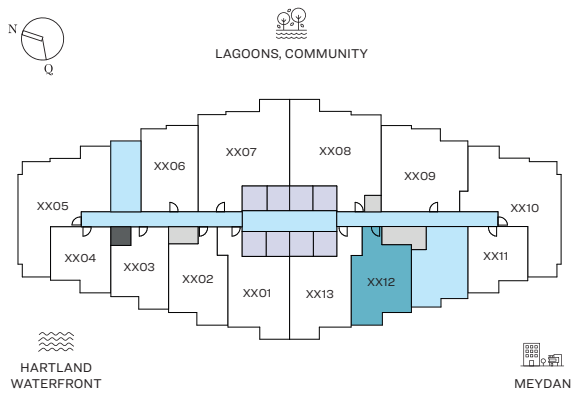 N
Q
LAGOONS, COMMUNITY
XX07
XX08
XX06
XX09
XX05
XX10
XX04
XX03
XX02
XX01
XX13
XX12
XX11
HARTLAND
WATERFRONT
MEYDAN